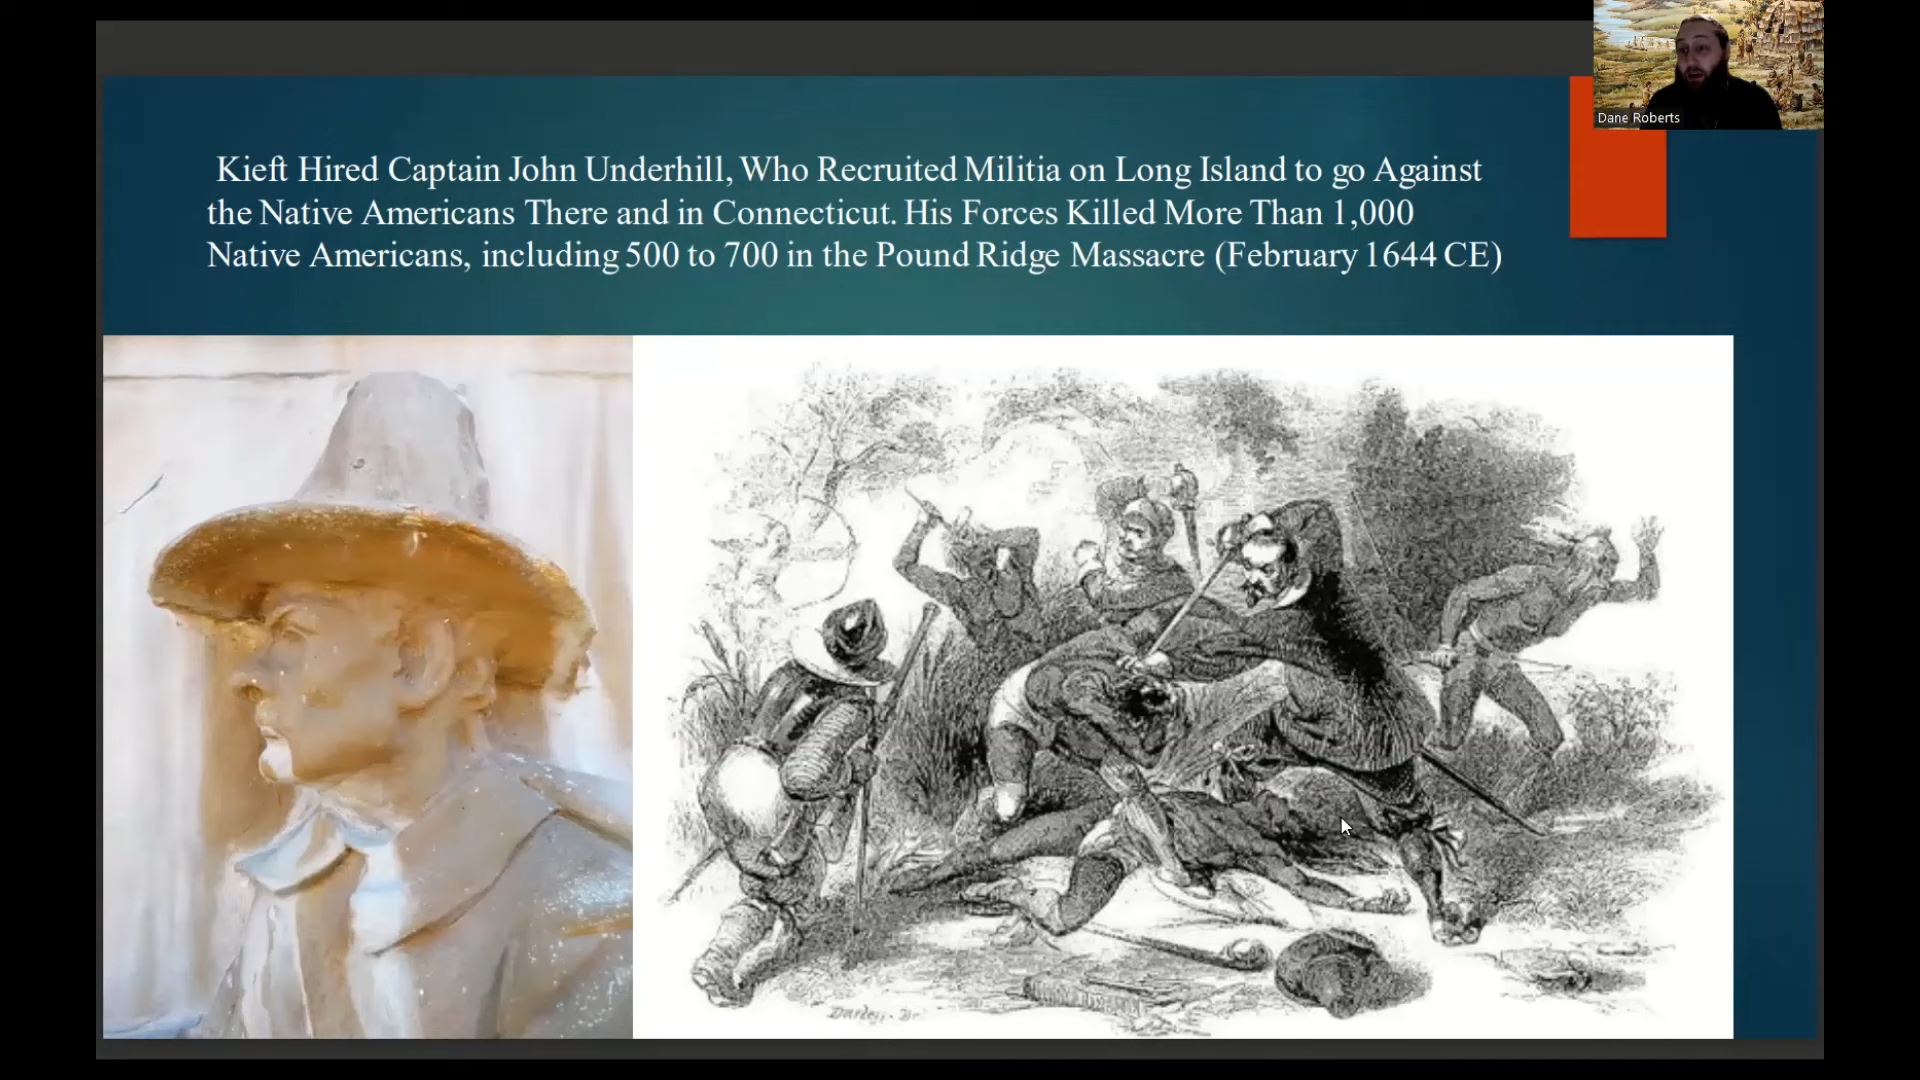 Dane Roberts
Kieft Hired Captain John Underhill, Who Recruited Militia on Long Island to go Against
the Native Americans There and in Connecticut. His Forces Killed More Than 1,000
Native Americans, including 500 to 700 in the Pound Ridge Massacre (February 1644 CE)